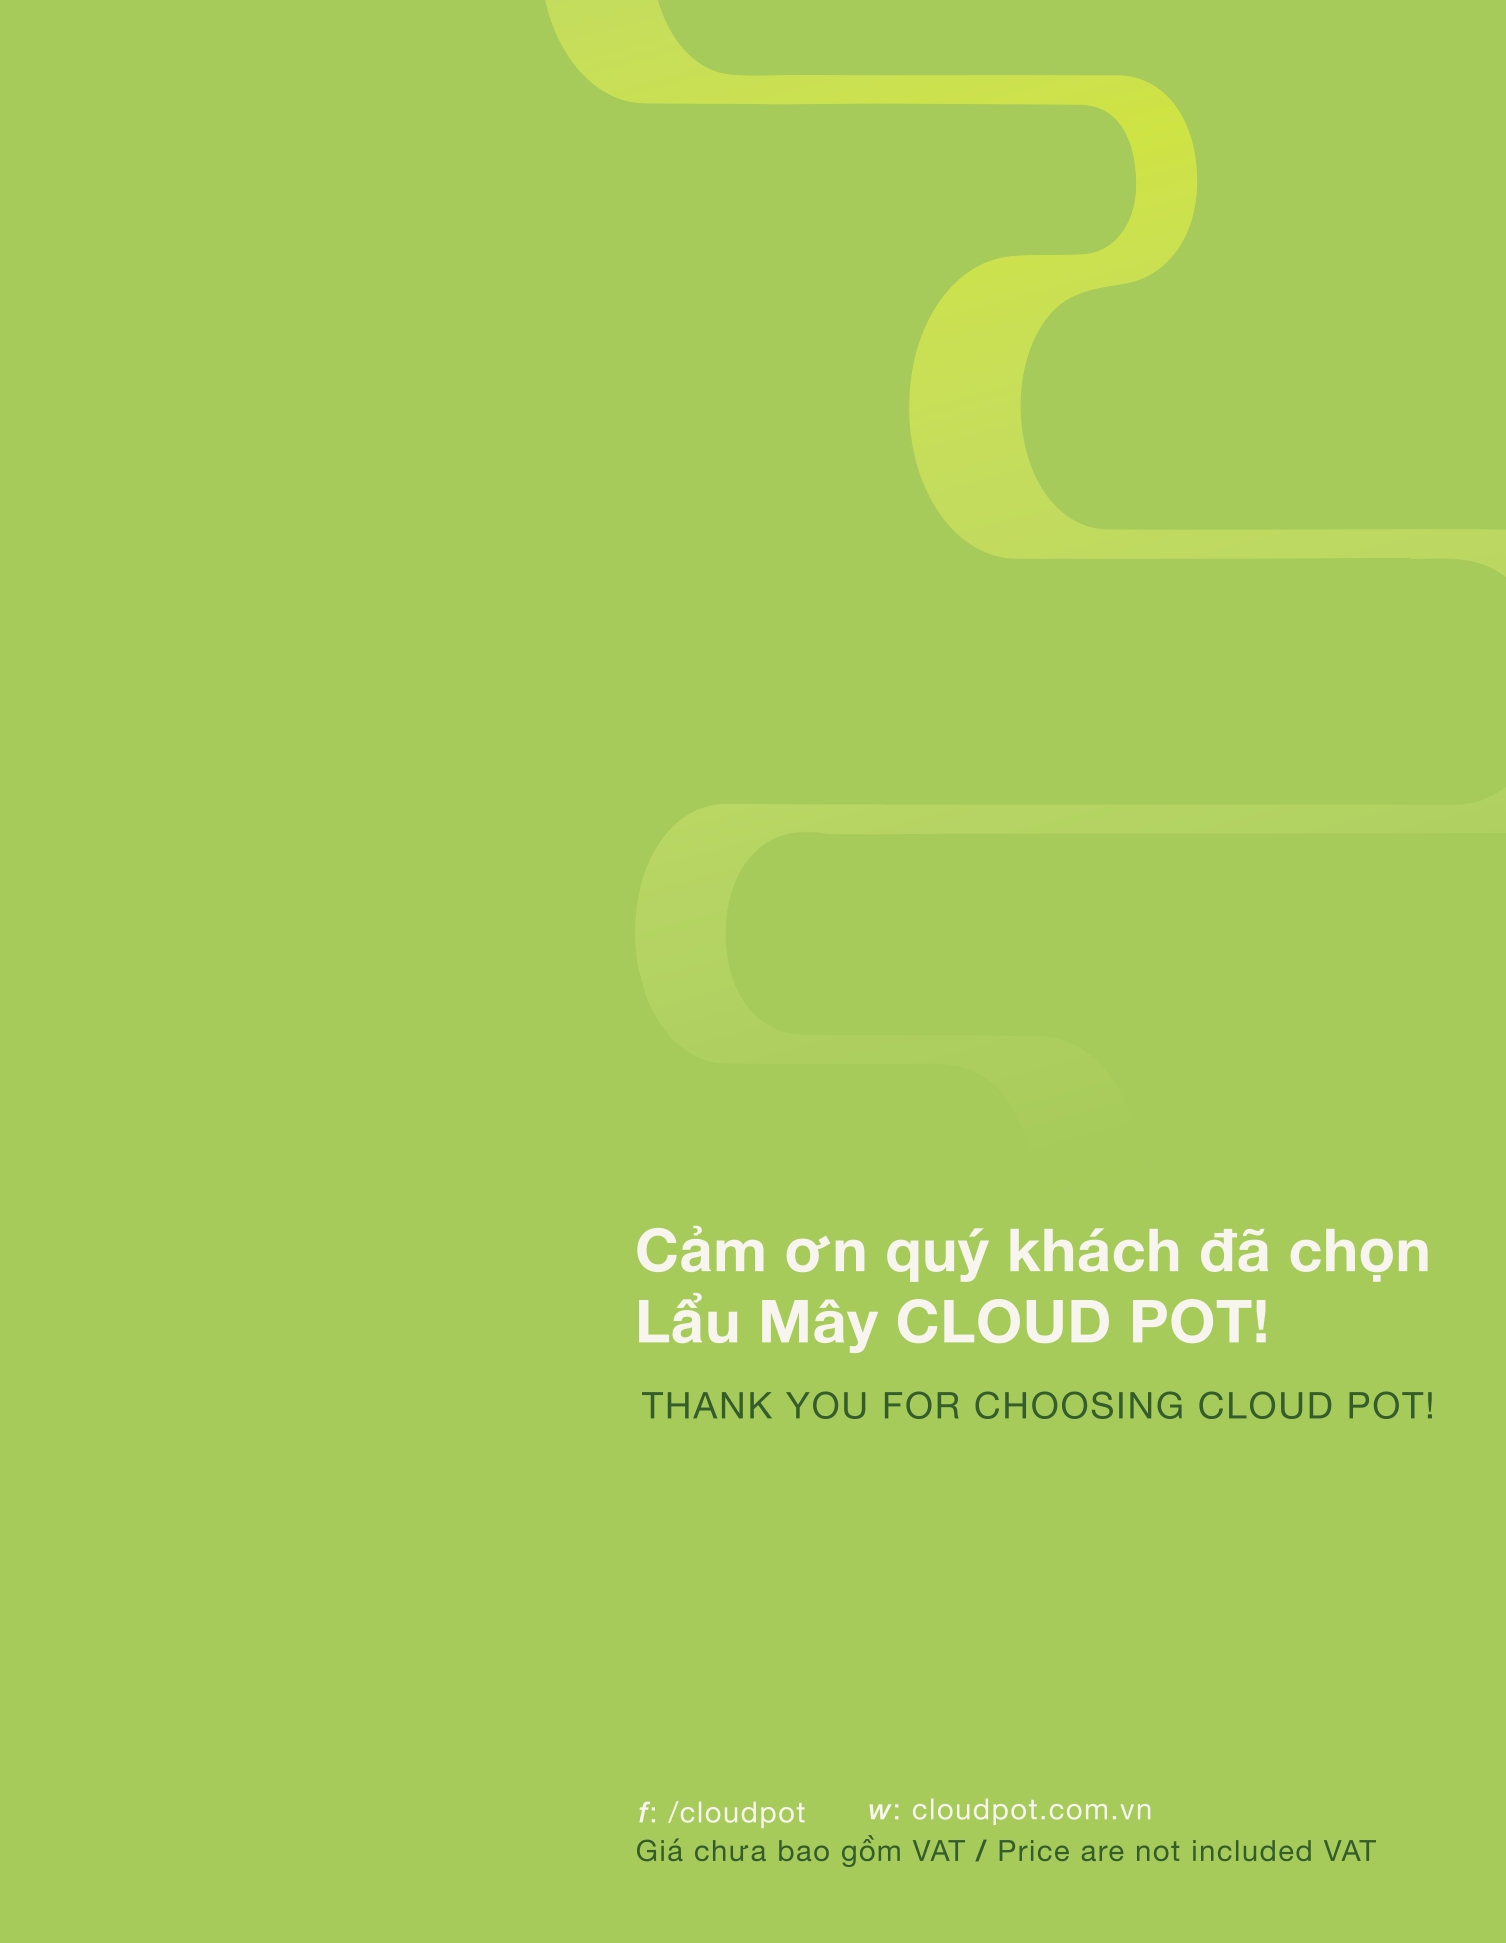 Cảm ơn quý khách đã chọn
Lẩu Mây CLOUD POT!
THANK YOU FOR CHOOSING CLOUD POT!
f: /cloudpot w: cloudpot.com.vn
Giá chưa bao gồm VAT / Price are not included VAT